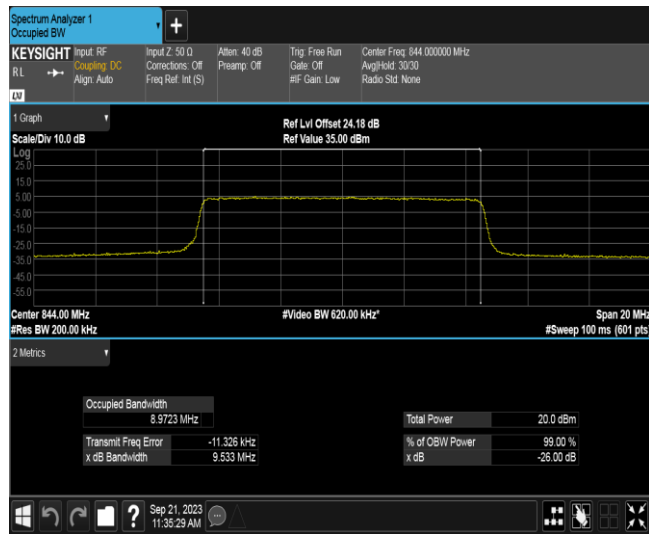 Spectrum Analyzer 1
Occupied BW
+
KEYSIGHT Input: RF Input Z: 50 Ω Atten: 40 dB Trig: Free Run Center Freq: 844.000000 MHz
RL Coupling: DC Corrections: Off Preamp: Off Gate: Off Avg|Hold: 30/30
Align: Auto Freq Ref: Int (S) #IF Gain: Low Radio Std: None
LXI
1 Graph Ref Lvl Offset 24.18 dB
Scale/Div 10.0 dB Ref Value 35.00 dBm
Log
25.0
15.0
5.00
-5.00
-15.0
-25.0
-35.0
-45.0
-55.0
Center 844.00 MHz #Video BW 620.00 kHz* Span 20 MHz
#Res BW 200.00 kHz #Sweep 100 ms (601 pts)
2 Metrics
Occupied Bandwidth
8.9723 MHz Total Power 20.0 dBm
Transmit Freq Error -11.326 kHz % of OBW Power 99.00 %
x dB Bandwidth 9.533 MHz x dB -26.00 dB
? Sep 21, 2023
11:35:29 AM